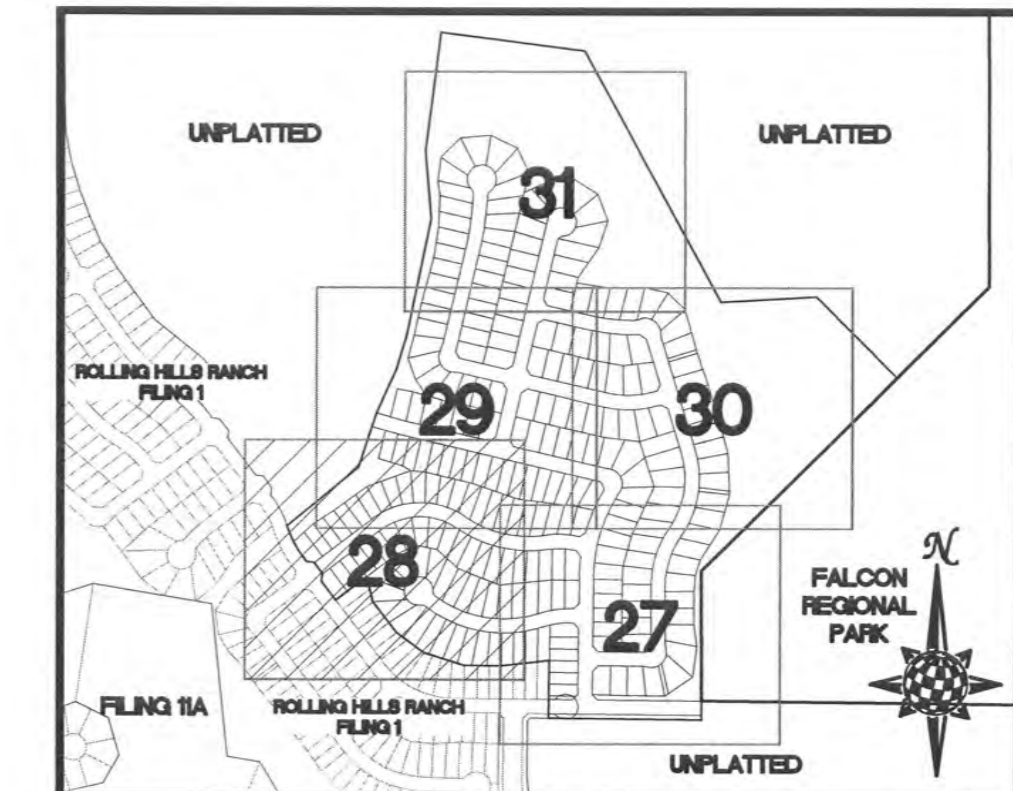 UNPLATTED
UNPLATTED
31
ROLLING HILLS RANCH
FILING 1
29
30
28
N
FALCON
REGIONAL
PARK
27
FILING 11A
ROLLING HILLS RANCH
FILING 1
UNPLATTED